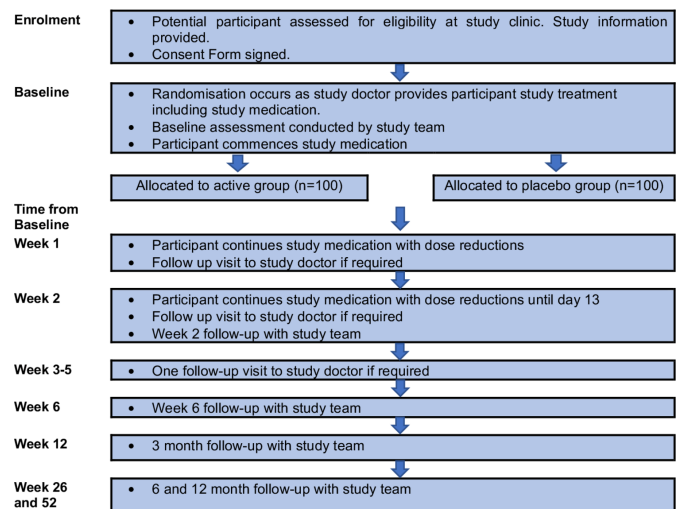 Enrolment
• Potential participant assessed for eligibility at study clinic. Study information
provided.
• Consent Form signed.
Baseline
• Randomisation occurs as study doctor provides participant study treatment
including study medication.
• Baseline assessment conducted by study team
• Participant commences study medication
Allocated to active group (n=100)
Allocated to placebo group (n=100)
Time from
Baseline
Week 1
• Participant continues study medication with dose reductions
• Follow up visit to study doctor if required
Week 2
• Participant continues study medication with dose reductions until day 13
• Follow up visit to study doctor if required
• Week 2 follow-up with study team
Week 3-5
• One follow-up visit to study doctor if required
Week 6
• Week 6 follow-up with study team
Week 12
• 3 month follow-up with study team
Week 26
and 52
• 6 and 12 month follow-up with study team